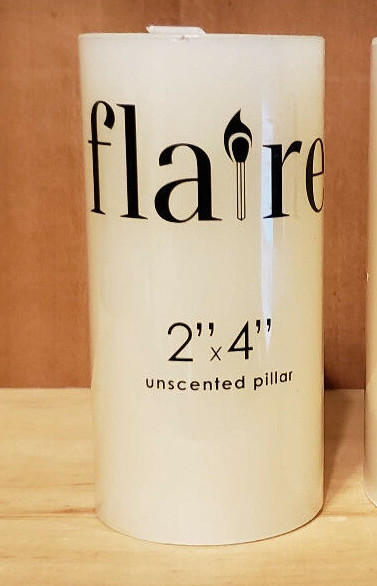 flaire
2”x4”
unscented pillar